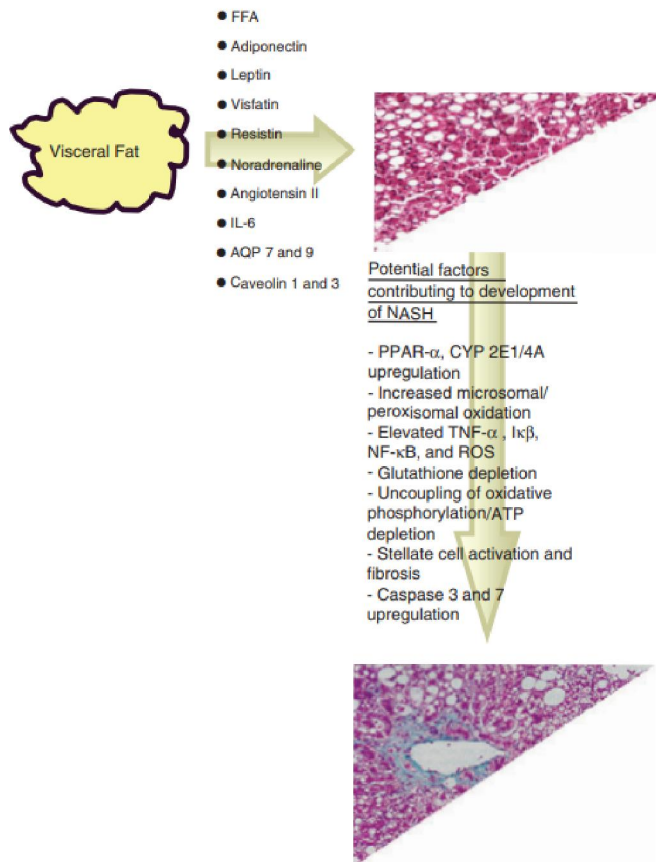 ● FFA
● Adiponectin
● Leptin
● Visfatin
● Resistin
● Noradrenaline
● Angiotensin II
● IL-6
● AQP 7 and 9
● Caveolin 1 and 3
Visceral Fat
Potential factors
contributing to development
of NASH
- PPAR-α, CYP 2E1/4A
upregulation
- Increased microsomal/
peroxisomal oxidation
- Elevated TNF-α , Iκβ,
NF-κB, and ROS
- Glutathione depletion
- Uncoupling of oxidative
phosphorylation/ATP
depletion
- Stellate cell activation and
fibrosis
- Caspase 3 and 7
upregulation